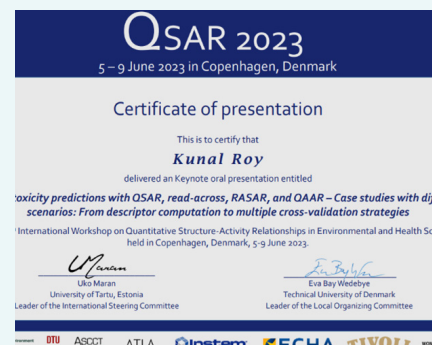 QSAR 2023
5 – 9 June 2023 in Copenhagen, Denmark
Certificate of presentation
This is to certify that
Kunal Roy
delivered an Keynote oral presentation entitled
oxicity predictions with QSAR, read-across, RASAR, and QAAR – Case studies with dif
scenarios: From descriptor computation to multiple cross-validation strategies
International Workshop on Quantitative Structure-Activity Relationships in Environmental and Health Sc
held in Copenhagen, Denmark, 5-9 June 2023.
Uko Maran Eva Bay Wedebye
University of Tartu, Estonia Technical University of Denmark
Leader of the International Steering Committee Leader of the Local Organizing Committee
DTU ASCCT ATLA Instem ECHA TIVOLI